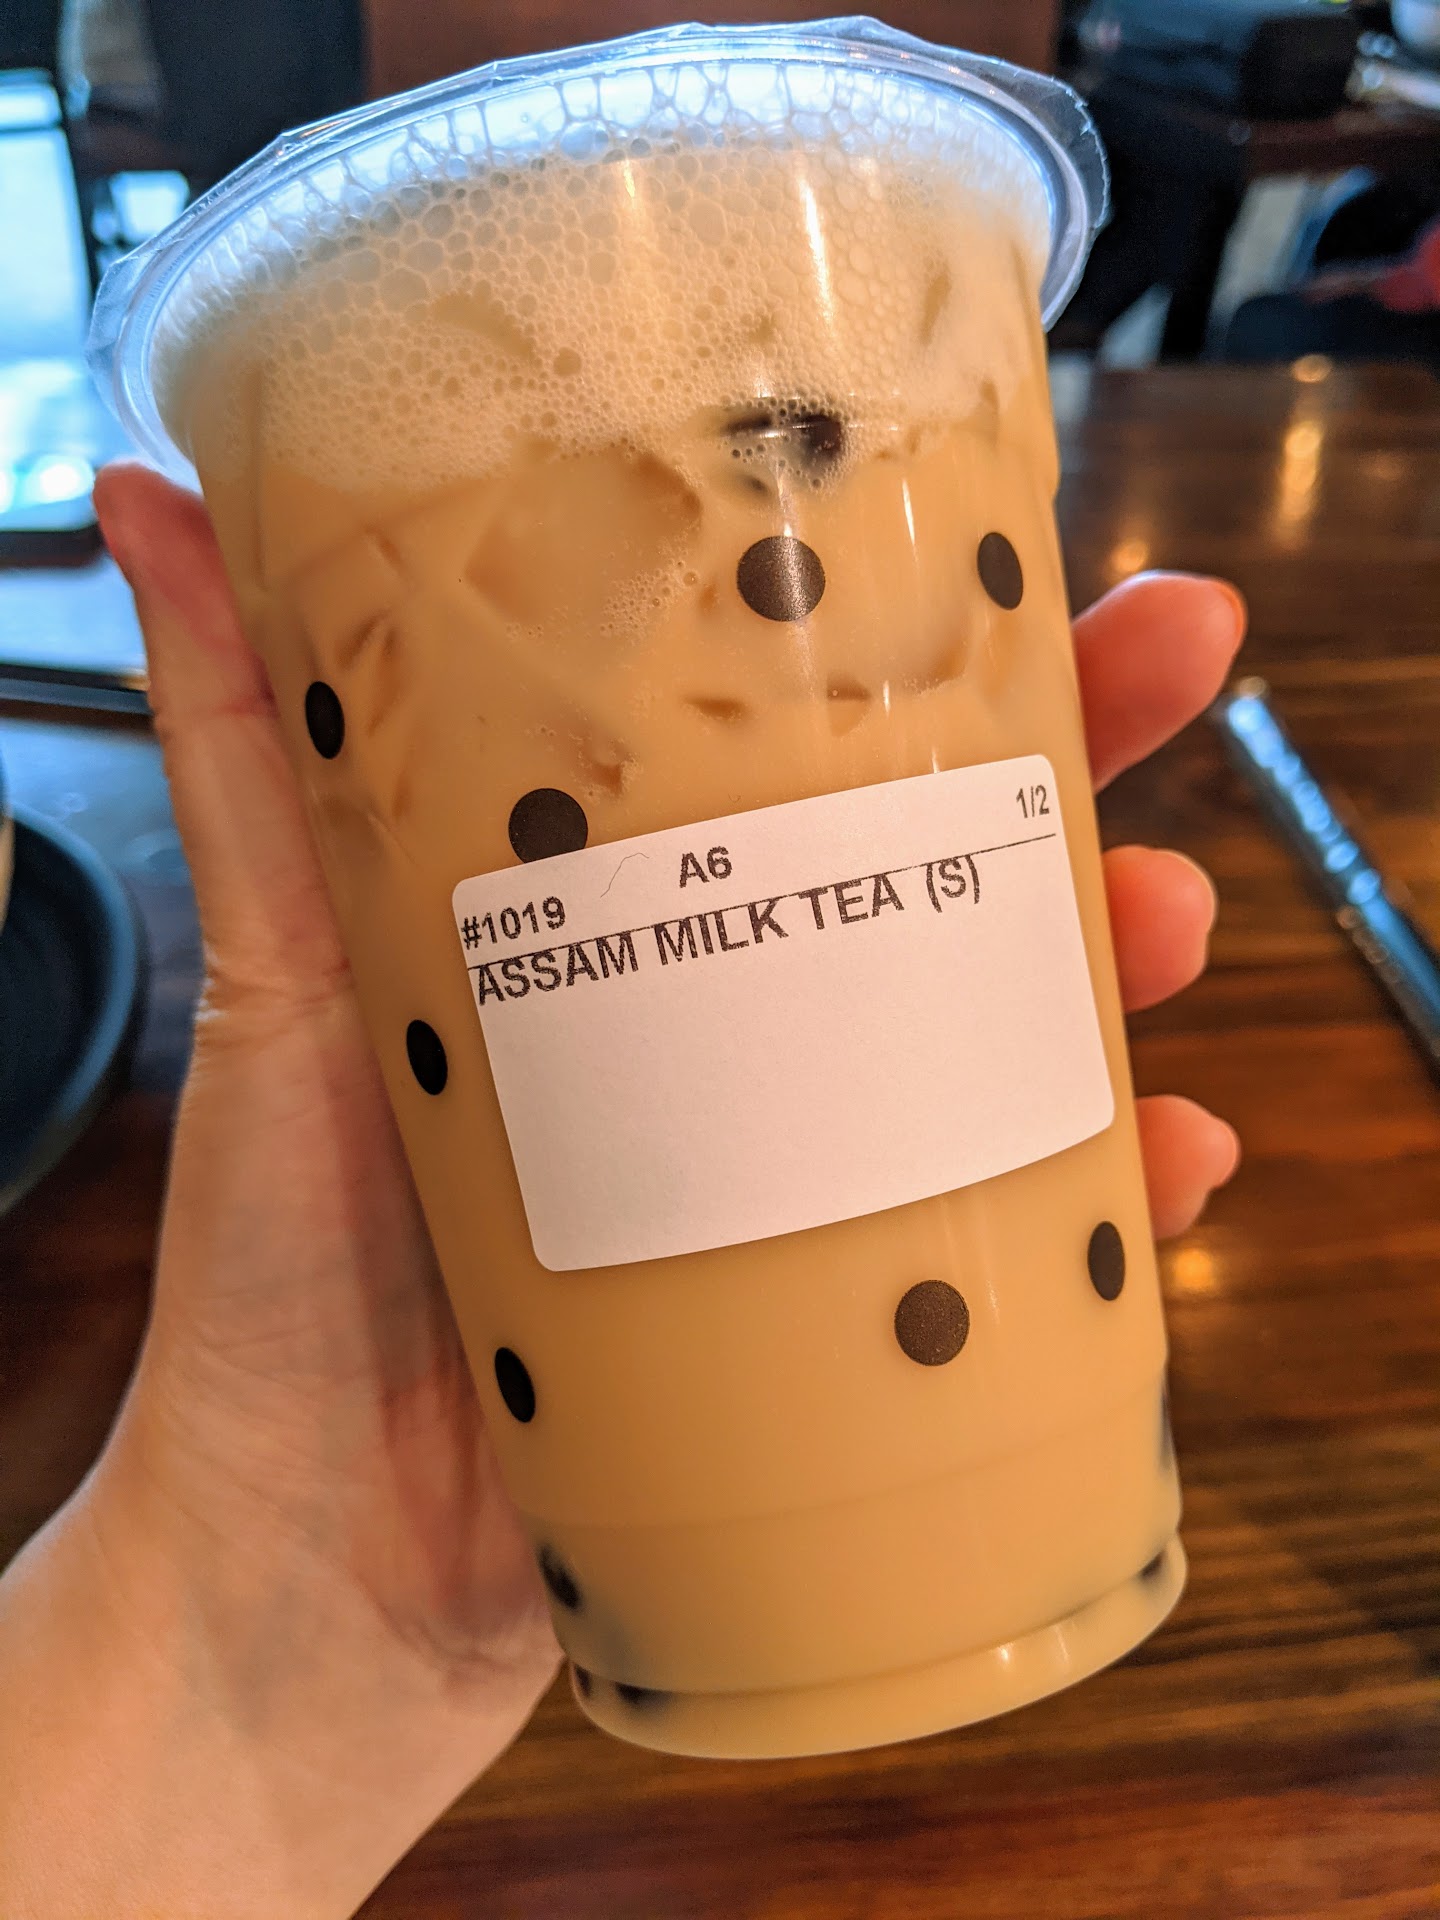 #1019 A6 1/2
ASSAM MILK TEA (S)